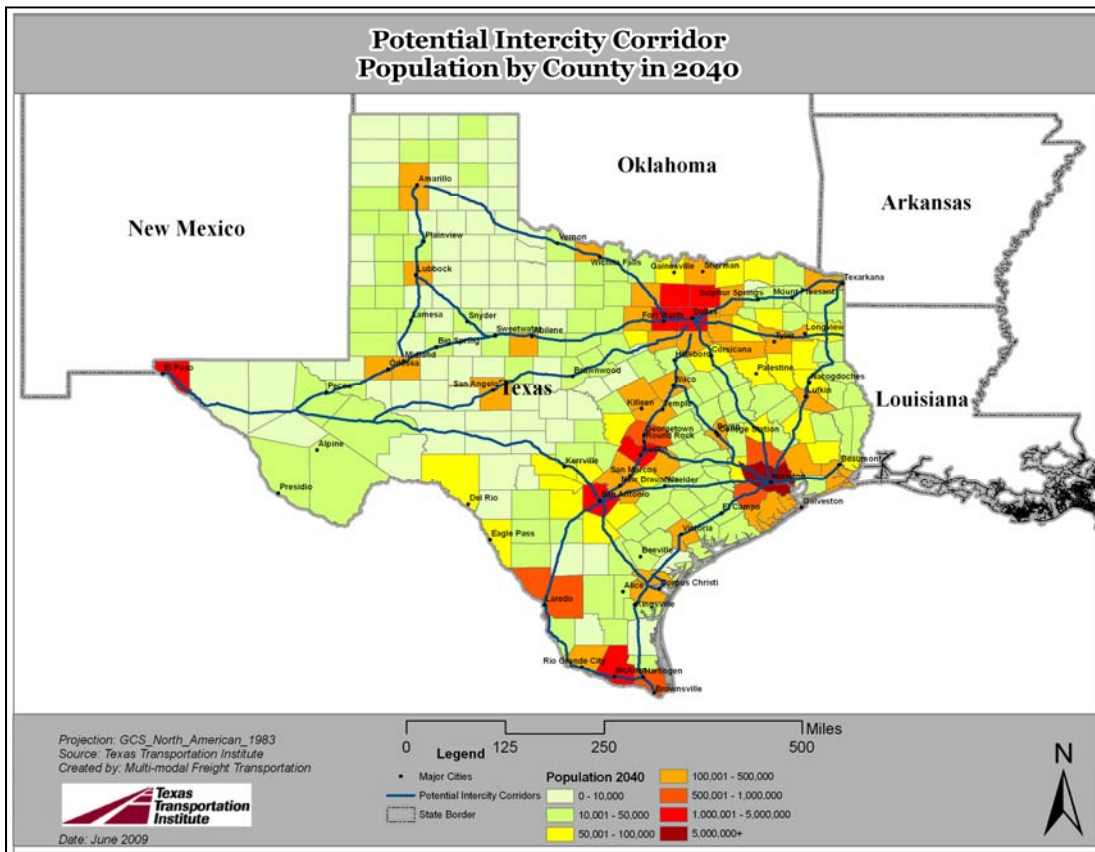 Potential Intercity Corridor
Population by County in 2040
Oklahoma
Arkansas
New Mexico
Amarillo
Plainview
Vernon
Wichita Falls
Gainesville
Sherman
Texarkana
Lubbock
Sulphur Springs
Mount Pleasant
Lamesa
Snyder
Fort Worth
Dallas
Longview
Tyler
Sweetwater
Abilene
Big Spring
Midland
Odessa
Hillsboro
Corsicana
El Paso
Pecos
San Angelo
Texas
Brownwood
Palestine
Nacogdoches
Lufkin
Louisiana
Waco
Killeen
Temple
Alpine
Georgetown
Round Rock
Austin
Bryan
College Station
Beaumont
Kerrville
San Marcos
New Braunfels
Waelder
Houston
Presidio
Del Rio
San Antonio
Galveston
El Campo
Eagle Pass
Victoria
Beeville
Laredo
Alice
Corpus Christi
Kingsville
Rio Grande City
McAllen
Harlingen
Brownsville
Projection: GCS_North_American_1983
Source: Texas Transportation Institute
Created by: Multi-modal Freight Transportation
Texas
Transportation
Institute
Date: June 2009
Miles
0 125 250 500
Legend
Major Cities
Potential Intercity Corridors
State Border
Population 2040
0 - 10,000
10,001 - 50,000
50,001 - 100,000
100,001 - 500,000
500,001 - 1,000,000
1,000,001 - 5,000,000
5,000,000+
N